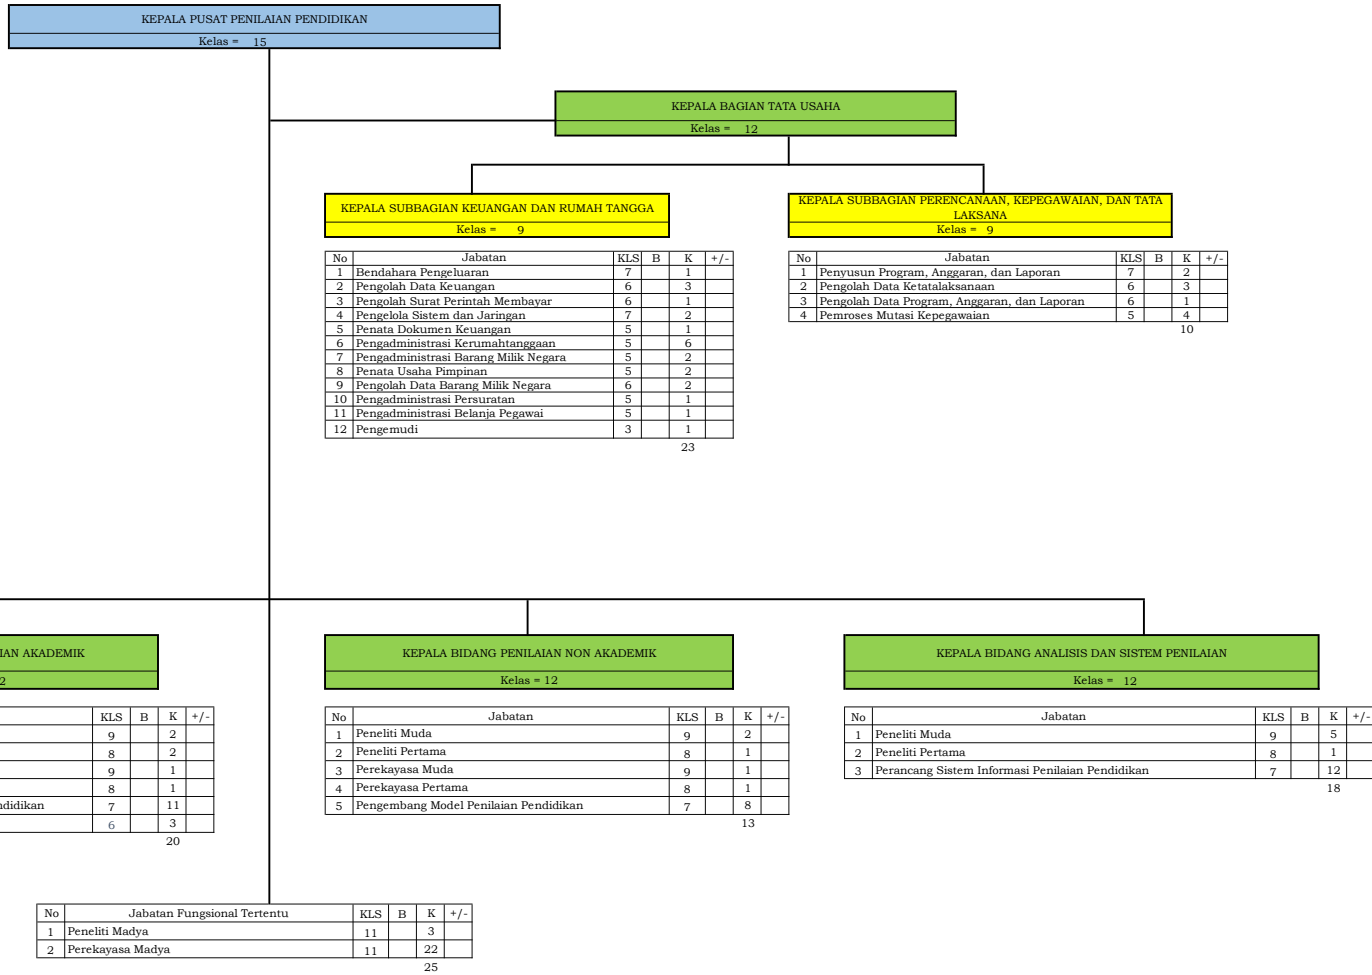 KEPALA PUSAT PENILAIAN PENDIDIKAN
Kelas = 15
KEPALA BAGIAN TATA USAHA
Kelas = 12
KEPALA SUBBAGIAN KEUANGAN DAN RUMAH TANGGA
Kelas = 9
No Jabatan KLS B K +/-
1 Bendahara Pengeluaran 7 1
2 Pengolah Data Keuangan 6 3
3 Pengolah Surat Perintah Membayar 6 1
4 Pengelola Sistem dan Jaringan 7 2
5 Penata Dokumen Keuangan 5 1
6 Pengadministrasi Kerumahtanggaan 5 6
7 Pengadministrasi Barang Milik Negara 5 2
8 Penata Usaha Pimpinan 5 2
9 Pengolah Data Barang Milik Negara 6 2
10 Pengadministrasi Persuratan 5 1
11 Pengadministrasi Belanja Pegawai 5 1
12 Pengemudi 3 1
23
KEPALA SUBBAGIAN PERENCANAAN, KEPEGAWAIAN, DAN TATA
LAKSANA
Kelas = 9
No Jabatan KLS B K +/-
1 Penyusun Program, Anggaran, dan Laporan 7 2
2 Pengolah Data Ketatalaksanaan 6 3
3 Pengolah Data Program, Anggaran, dan Laporan 6 1
4 Pemroses Mutasi Kepegawaian 5 4
10
IAN AKADEMIK
2
KLS B K +/-
9 2
8 2
9 1
8 1
ndidikan 7 11
6 3
20
KEPALA BIDANG PENILAIAN NON AKADEMIK
Kelas = 12
No Jabatan KLS B K +/-
1 Peneliti Muda 9 2
2 Peneliti Pertama 8 1
3 Perekayasa Muda 9 1
4 Perekayasa Pertama 8 1
5 Pengembang Model Penilaian Pendidikan 7 8
13
KEPALA BIDANG ANALISIS DAN SISTEM PENILAIAN
Kelas = 12
No Jabatan KLS B K +/-
1 Peneliti Muda 9 5
2 Peneliti Pertama 8 1
3 Perancang Sistem Informasi Penilaian Pendidikan 7 12
18
No Jabatan Fungsional Tertentu KLS B K +/-
1 Peneliti Madya 11 3
2 Perekayasa Madya 11 22
25